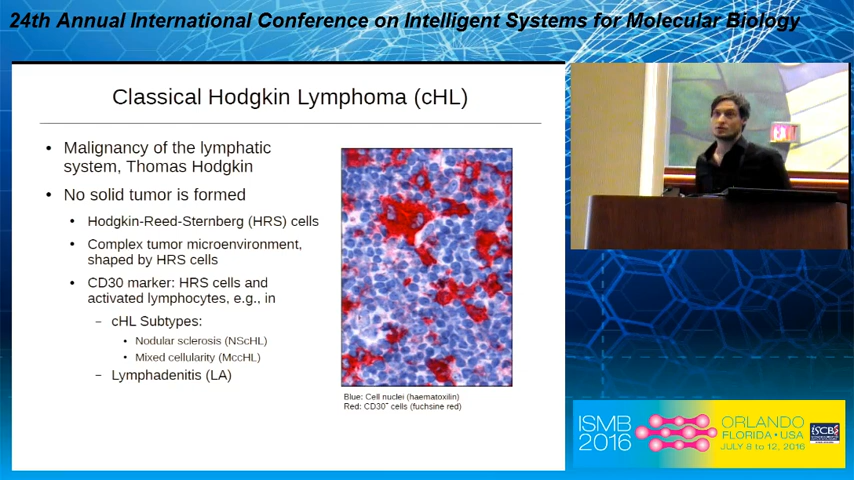 24th Annual International Conference on Intelligent Systems for Molecular Biology
Classical Hodgkin Lymphoma (cHL)
• Malignancy of the lymphatic
system, Thomas Hodgkin
• No solid tumor is formed
• Hodgkin-Reed-Sternberg (HRS) cells
• Complex tumor microenvironment,
shaped by HRS cells
• CD30 marker: HRS cells and
activated lymphocytes, e.g., in
– cHL Subtypes:
• Nodular sclerosis (NScHL)
• Mixed cellularity (MccHL)
– Lymphadenitis (LA)
Blue: Cell nuclei (haematoxilin)
Red: CD30⁺ cells (fuchsine red)
EXIT
ISMB
2016
ORLANDO
FLORIDA • USA
JULY 8 to 12, 2016
ISCB